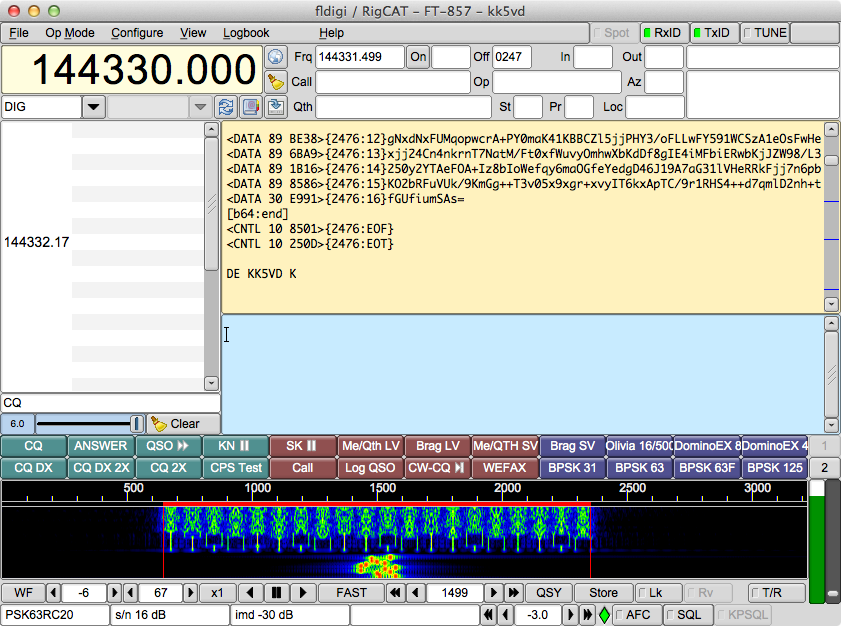 fldigi / RigCAT - FT-857 - kk5vd
File Op Mode Configure View Logbook Help Spot RxID TxID TUNE
144330.000 Frq 144331.499 On Off 0247 In Out
Call Op Az
DIG Qth St Pr Loc
<DATA 89 BE38>{2476:12}gNxdNxFUMqopwcrA+PY0maK41KBBCZl5jjPHY3/oFLLwFY591WCSzA1eOsFwHe
<DATA 89 6BA9>{2476:13}xjj24Cn4nkrnT7NatM/Ft0xfWuvyOmhwXbKdDf8gIE4iMFbiERwbKjJZW98/L3
<DATA 89 1B16>{2476:14}Z50y2YTAeFOA+Iz8bIoWefqy6maOGfeYedgD46J19A7aG31lVHeRRkFjj7n6pb
<DATA 89 8586>{2476:15}KO2bRFuVUk/9KmGg++T3v05x9xgr+xvyIT6kxApTC/9r1RHS4++d7qmlD2nh+t
<DATA 30 E991>{2476:16}fGUfiumSAs=
[b64:end]
<CNTL 10 8501>{2476:EOF}
144332.17
<CNTL 10 250D>{2476:EOT}
DE KK5VD K
CQ
6.0 Clear
CQ ANSWER QSO KN SK Me/Qth LV Brag LV Me/QTH SV Brag SV Olivia 16/500 DominoEX 8 DominoEX 4 1
CQ DX CQ DX 2X CQ 2X CPS Test Call Log QSO CW-CQ WEFAX BPSK 31 BPSK 63 BPSK 63F BPSK 125 2
500 1000 1500 2000 2500 3000
WF -6 67 x1 FAST 1499 QSY Store Lk Rv T/R
PSK63RC20 s/n 16 dB imd -30 dB -3.0 AFC SQL KPSQL